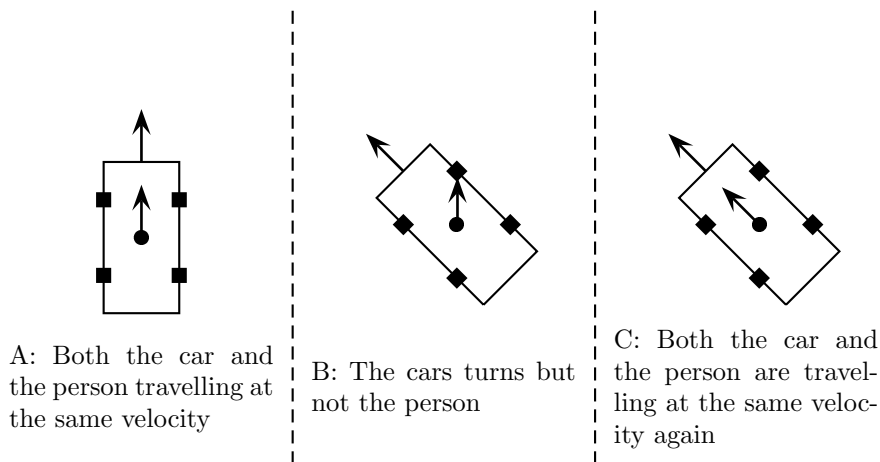 A: Both the car and
the person travelling at
the same velocity
B: The cars turns but
not the person
C: Both the car and
the person are travel-
ling at the same veloc-
ity again